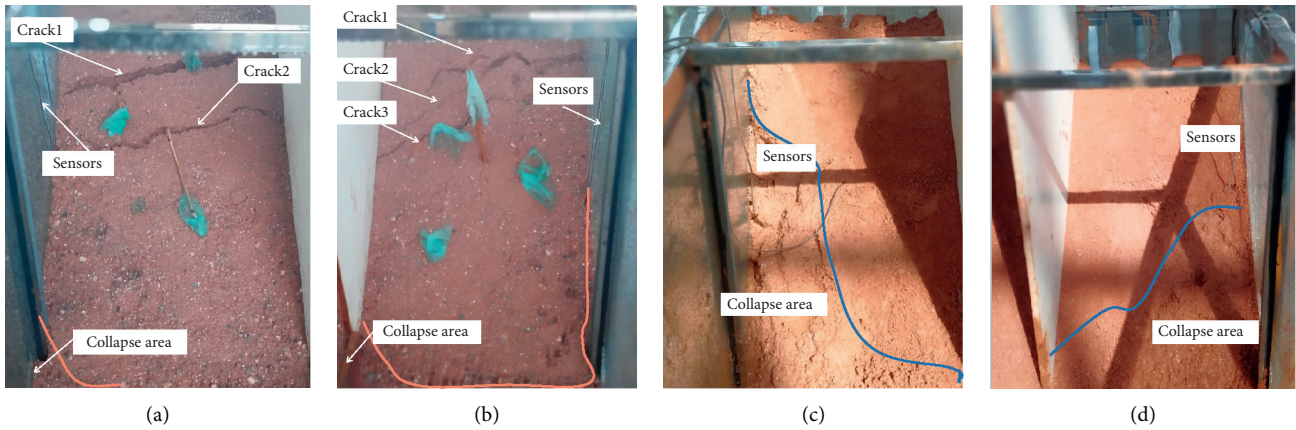 Crack1
Crack2
Sensors
Collapse area
(a)
Crack1
Crack2
Crack3
Sensors
Collapse area
(b)
Sensors
Collapse area
(c)
Sensors
Collapse area
(d)